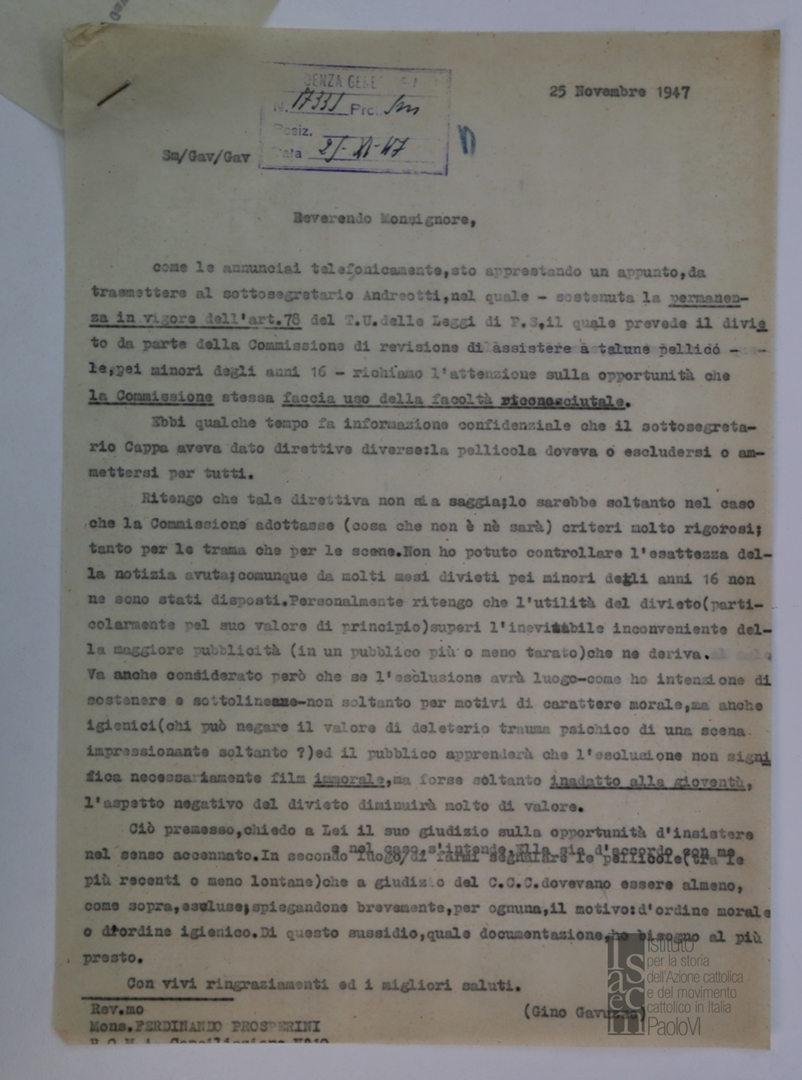 25 Novembre 1947
N. 17331 Prot.
Posiz.
Data 25-XI-47
Sm/Gav/Gav
Reverendo Monsignore,
come le annunciai telefonicamente,sto apprestando un appunto,da
trasmettere al sottosegretario Andreotti,nel quale - sostenuta la permanen-
za in vigore dell'art.78 del T.U.delle Leggi di P.S,il quale prevede il divie
to da parte della Commissione di revisione di assistere a talune pellico -
le,pei minori degli anni 16 - richiamo l'attenzione sulla opportunità che
la Commissione stessa faccia uso della facoltà riconosciutale.
Ebbi qualche tempo fa informazione confidenziale che il sottosegreta-
rio Cappa aveva dato direttive diverse:la pellicola doveva o escludersi o am-
mettersi per tutti.
Ritengo che tale direttiva non sia saggia;lo sarebbe soltanto nel caso
che la Commissione adottasse (cosa che non è nè sarà) criteri molto rigorosi;
tanto per le trama che per le scene.Non ho potuto controllare l'esattezza del-
la notizia avuta;comunque da molti mesi divieti pei minori degli anni 16 non
ne sono stati disposti.Personalmente ritengo che l'utilità del divieto(parti-
colarmente pel suo valore di principio)superi l'inevitabile inconveniente del-
la maggiore pubblicità (in un pubblico più o meno tarato)che ne deriva.
Va anche considerato però che se l'esclusione avrà luogo-come ho intenzione di
sostenere e sottolineare-non soltanto per motivi di carattere morale,ma anche
igienici(chi può negare il valore di deleterio trauma psichico di una scena
impressionante soltanto ?)ed il pubblico apprenderà che l'esclusione non signi
fica necessariamente film immorale,ma forse soltanto inadatto alla gioventù,
l'aspetto negativo del divieto diminuirà molto di valore.
Ciò premesso,chiedo a Lei il suo giudizio sulla opportunità d'insistere
e nel caso,s'intende,Ella sia d'accordo con me
nel senso accennato.In secondo luogo/di farmi segnalare le pellicole(tra le
più recenti o meno lontane)che a giudizio del C.C.C.dovevano essere almeno,
come sopra,escluse;spiegandone brevemente,per ognuna,il motivo:d'ordine morale
o d'ordine igienico.Di questo sussidio,quale documentazione,ho bisogno al più
presto.
Con vivi ringraziamenti ed i migliori saluti.
(Gino
Rev.mo
Mons.FERDINANDO PROSPERINI
ROMA Conciliazione N°10
isacem
Istituto
per la storia
dell'Azione cattolica
e del movimento
cattolico in Italia
PaoloVI